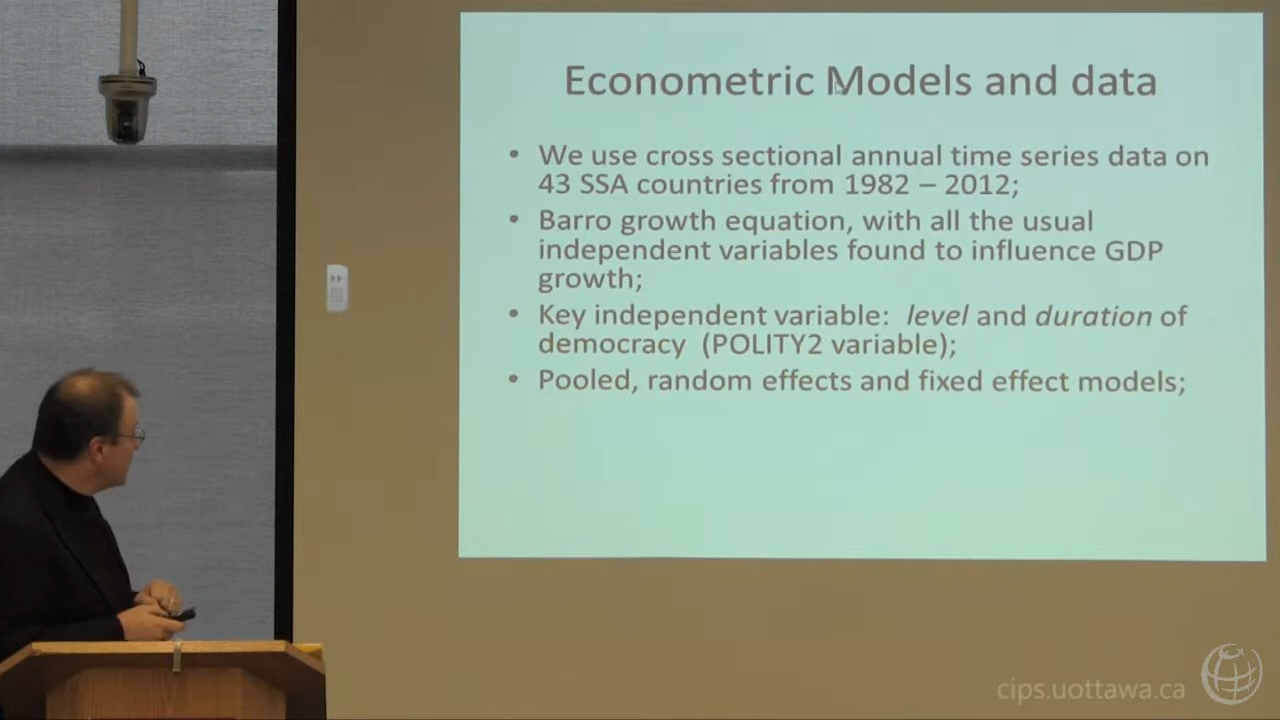 Econometric Models and data
• We use cross sectional annual time series data on
43 SSA countries from 1982 – 2012;
• Barro growth equation, with all the usual
independent variables found to influence GDP
growth;
• Key independent variable:  level and duration of
democracy  (POLITY2 variable);
• Pooled, random effects and fixed effect models;
cips.uottawa.ca